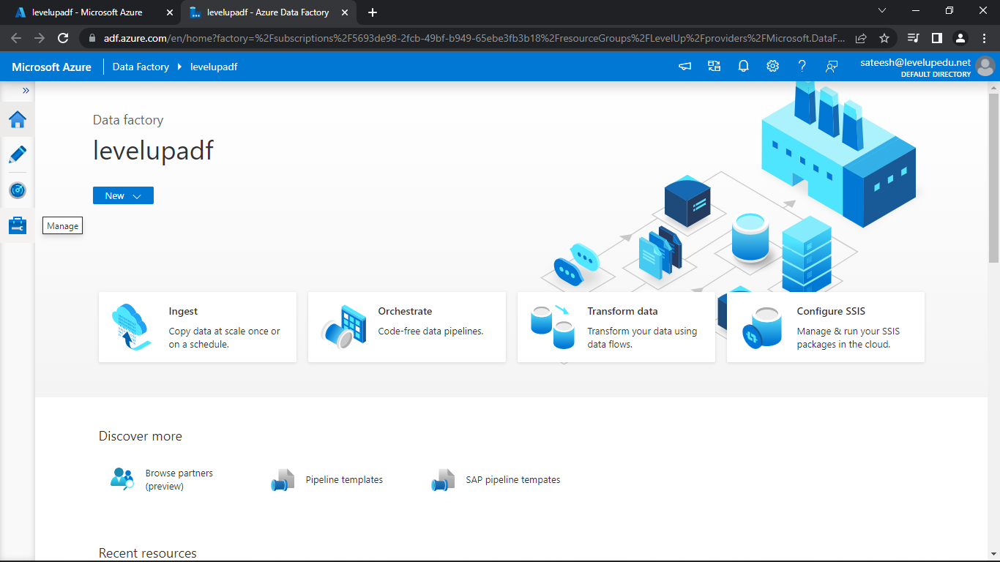 levelupadf - Microsoft Azure
levelupadf - Azure Data Factory
adf.azure.com/en/home?factory=%2Fsubscriptions%2F5693de98-2fcb-49bf-b949-65ebe3fb3b18%2FresourceGroups%2FLevelUp%2Fproviders%2FMicrosoft.DataF...
Microsoft Azure
Data Factory
levelupadf
sateesh@levelupedu.net
DEFAULT DIRECTORY
Data factory
levelupadf
New
Manage
Ingest
Copy data at scale once or
on a schedule.
Orchestrate
Code-free data pipelines.
Transform data
Transform your data using
data flows.
Configure SSIS
Manage & run your SSIS
packages in the cloud.
Discover more
Browse partners
(preview)
Pipeline templates
SAP pipeline tempates
Recent resources